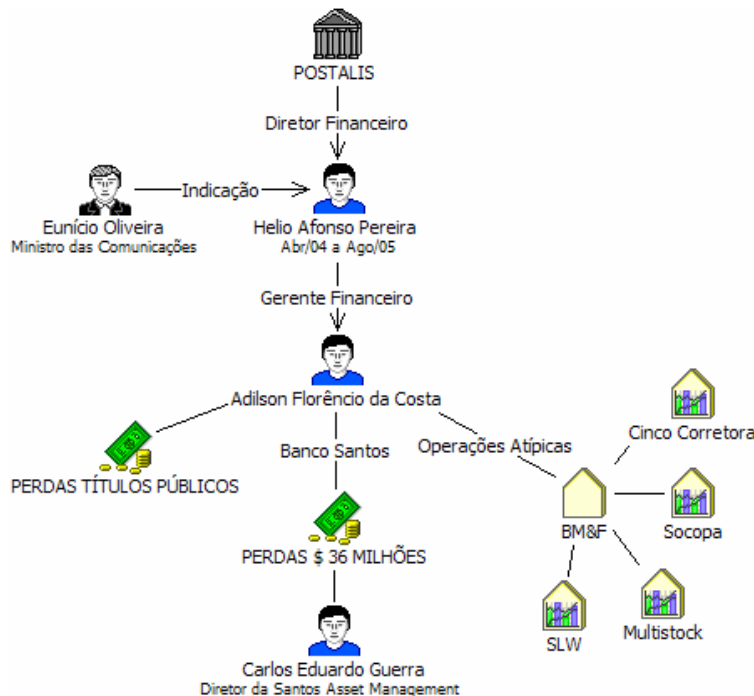 POSTALIS
Diretor Financeiro
Indicação
Eunício Oliveira
Ministro das Comunicações
Helio Afonso Pereira
Abr/04 a Ago/05
Gerente Financeiro
Adilson Florêncio da Costa
PERDAS TÍTULOS PÚBLICOS
Banco Santos
Operações Atípicas
Cinco Corretora
PERDAS $ 36 MILHÕES
BM&F
Socopa
SLW
Multistock
Carlos Eduardo Guerra
Diretor da Santos Asset Management